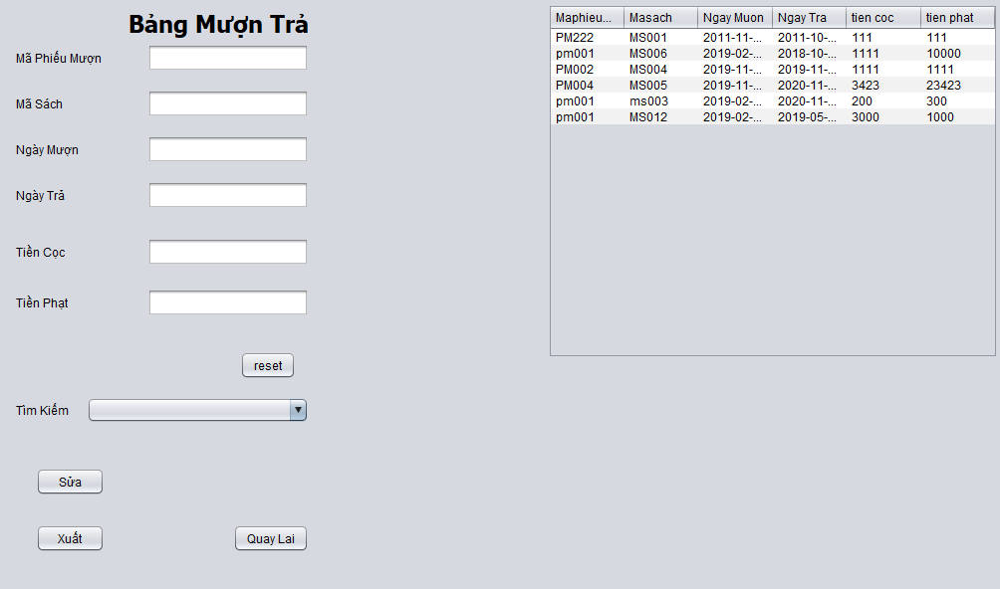 Bảng Mượn Trả
Mã Phiếu Mượn
Mã Sách
Ngày Mượn
Ngày Trả
Tiền Cọc
Tiền Phạt
reset
Tìm Kiếm
Sửa
Xuất
Quay Lai
Maphieu... Masach Ngay Muon Ngay Tra tien coc tien phat
PM222 MS001 2011-11-... 2011-10-... 111 111
pm001 MS006 2019-02-... 2018-10-... 1111 10000
PM002 MS004 2019-11-... 2019-11-... 1111 1111
PM004 MS005 2019-11-... 2020-11-... 3423 23423
pm001 ms003 2019-02-... 2020-11-... 200 300
pm001 MS012 2019-02-... 2019-05-... 3000 1000